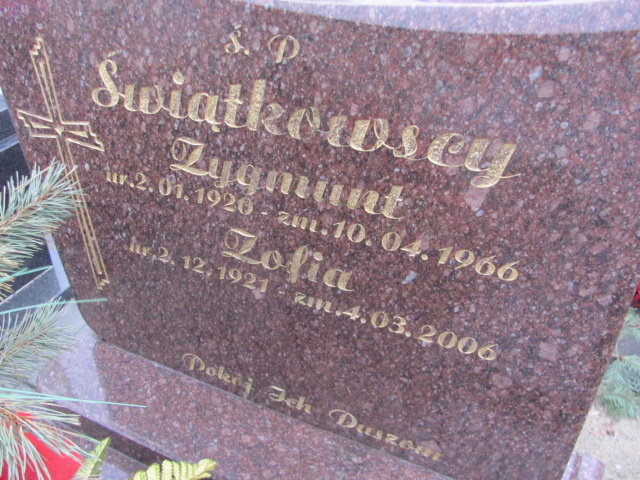 Ś. P
Świątkowscy
Zygmunt
ur.2.01.1920 - zm.10.04.1966
Zofia
ur.2.12.1921 - zm.4.03.2006
Pokój Ich Duszom